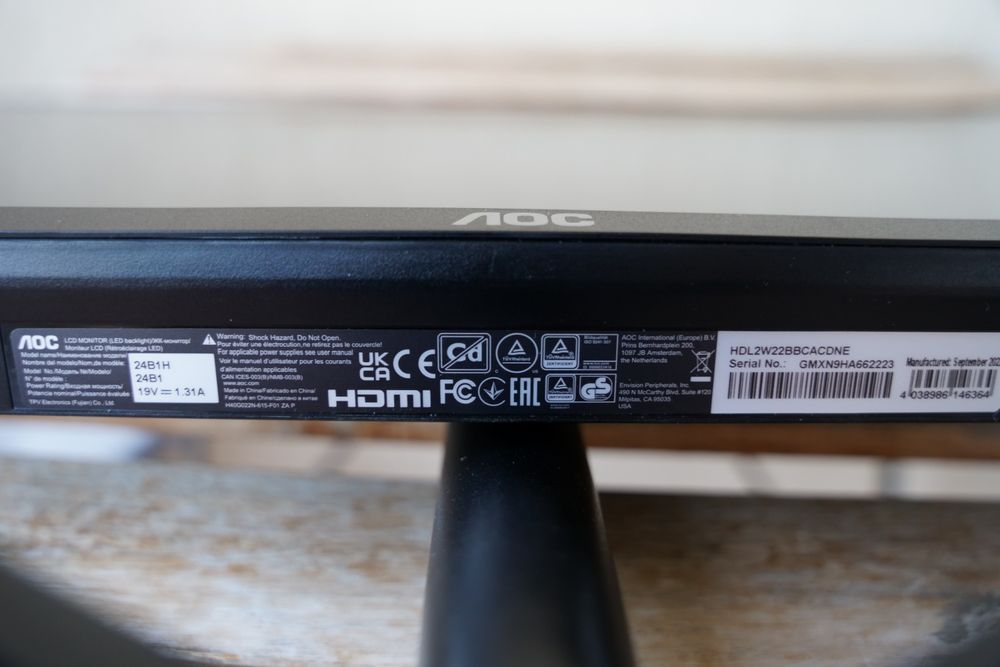 AOC
AOC LCD MONITOR (LED backlight)/ЖК-монитор/
Moniteur LCD (Rétroéclairage LED)
Model name/Наименование модели/
Nombre del modelo/Nom de modèle:
24B1H
Model No./Модель №/Modelo/
N° de modèle :
24B1
Power Rating/Входная мощность/
Potencia nominal/Puissance évaluée
19V 1.31A
TPV Electronics (Fujian) Co., Ltd.
Warning: Shock Hazard, Do Not Open.
Pour éviter une électrocution,ne retirez pas le couvercle!
For applicable power supplies see user manual
Voir le manuel d'utilisateur pour courants
d'alimentation applicables
CAN ICES-003(B)/NMB-003(B)
www.aoc.com
Made in China/Fabricado en China/
Fabriqué en Chine/сделано в китае
H40G022N-615-F01 ZA P
UK
CA
CE
HDMI
Cd
FC
EAC
TÜVRheinland
CERTIFIED
GS
AOC International (Europe) B.V.
Prins Bernhardplein 200,
1097 JB Amsterdam,
the Netherlands
Envision Peripherals, Inc.
490 N McCarthy Blvd, Suite #120
Milpitas, CA 95035
USA
HDL2W22BBCACDNE
Serial No.: GMXN9HA662223
Manufactured: September
4 038986 146364